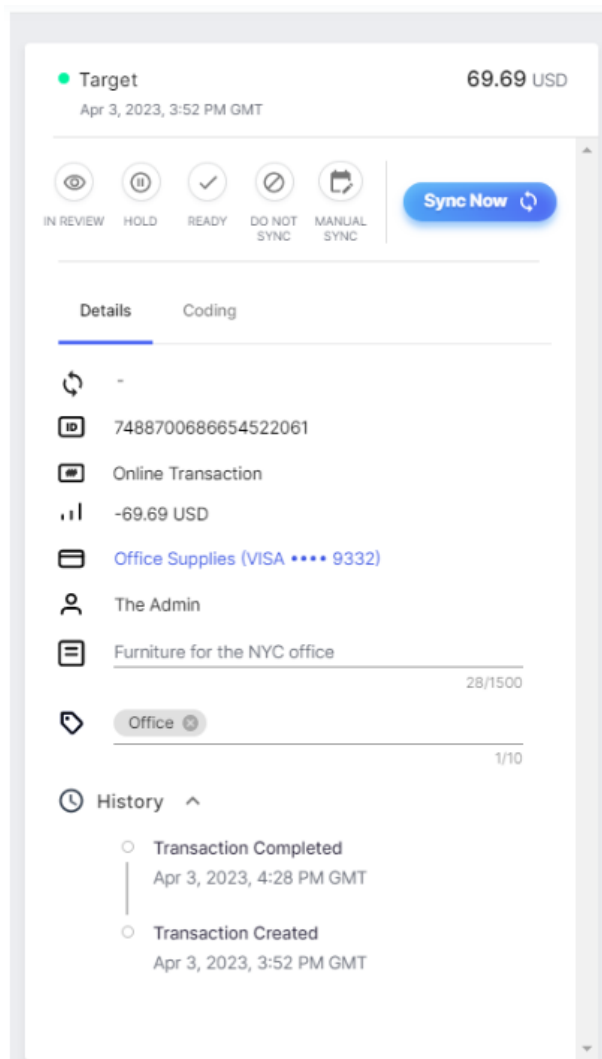 Target
69.69 USD
Apr 3, 2023, 3:52 PM GMT
IN REVIEW
HOLD
READY
DO NOT
SYNC
MANUAL
SYNC
Sync Now
Details
Coding
-
ID
7488700686654522061
Online Transaction
-69.69 USD
Office Supplies (VISA •••• 9332)
The Admin
Furniture for the NYC office
28/1500
Office
1/10
History
Transaction Completed
Apr 3, 2023, 4:28 PM GMT
Transaction Created
Apr 3, 2023, 3:52 PM GMT